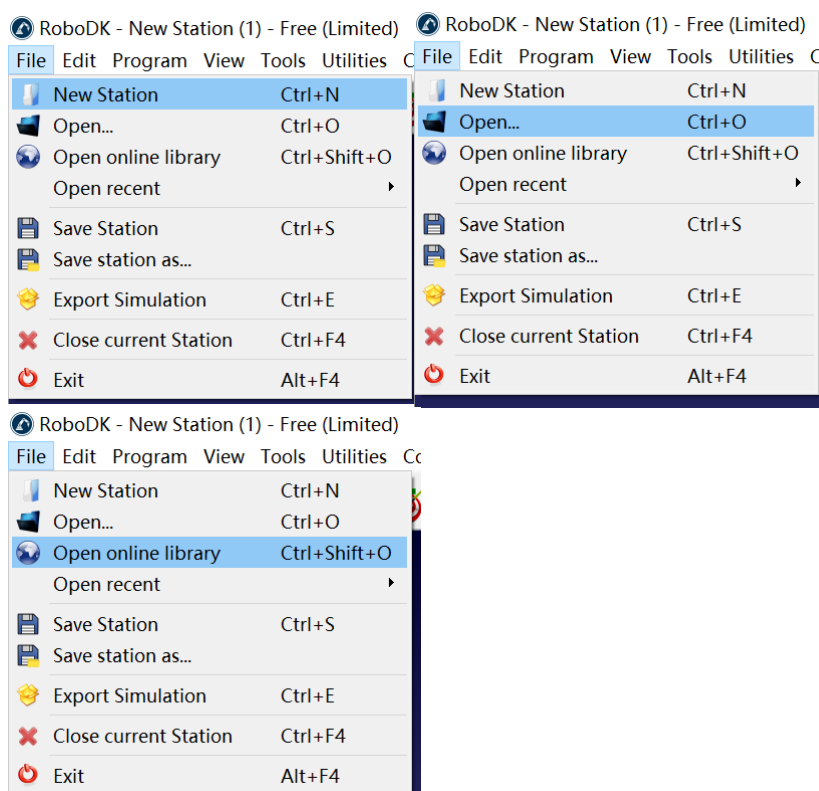 RoboDK - New Station (1) - Free (Limited)
File Edit Program View Tools Utilities C
New Station Ctrl+N
Open... Ctrl+O
Open online library Ctrl+Shift+O
Open recent
Save Station Ctrl+S
Save station as...
Export Simulation Ctrl+E
Close current Station Ctrl+F4
Exit Alt+F4
RoboDK - New Station (1) - Free (Limited)
File Edit Program View Tools Utilities C
New Station Ctrl+N
Open... Ctrl+O
Open online library Ctrl+Shift+O
Open recent
Save Station Ctrl+S
Save station as...
Export Simulation Ctrl+E
Close current Station Ctrl+F4
Exit Alt+F4
RoboDK - New Station (1) - Free (Limited)
File Edit Program View Tools Utilities Co
New Station Ctrl+N
Open... Ctrl+O
Open online library Ctrl+Shift+O
Open recent
Save Station Ctrl+S
Save station as...
Export Simulation Ctrl+E
Close current Station Ctrl+F4
Exit Alt+F4